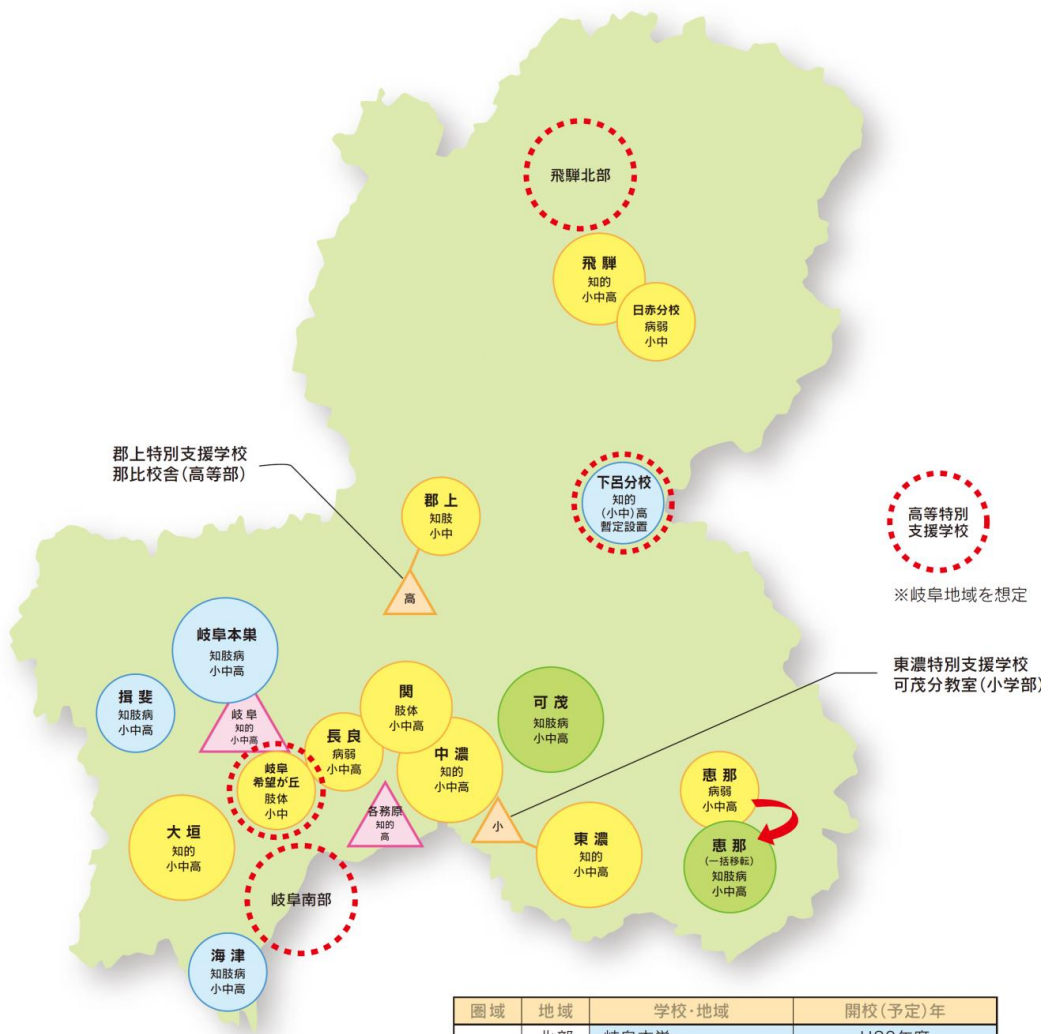 飛騨北部
飛騨
知的
小中高
日赤分校
病弱
小中
郡上特別支援学校
那比校舎(高等部)
郡上
知肢
小中
高
下呂分校
知的
(小中)高
暫定設置
高等特別
支援学校
※岐阜地域を想定
東濃特別支援学校
可茂分教室(小学部)
岐阜本巣
知肢病
小中高
揖斐
知肢病
小中高
岐阜
知的
小中高
関
肢体
小中高
長良
病弱
小中高
中濃
知的
小中高
可茂
知肢病
小中高
岐阜
希望が丘
肢体
小中
各務原
知的
高
小
大垣
知的
小中高
東濃
知的
小中高
恵那
病弱
小中高
恵那
(一括移転)
知肢病
小中高
岐阜南部
海津
知肢病
小中高
圏域 地域 学校・地域 開校(予定)年
北部 岐阜本巣